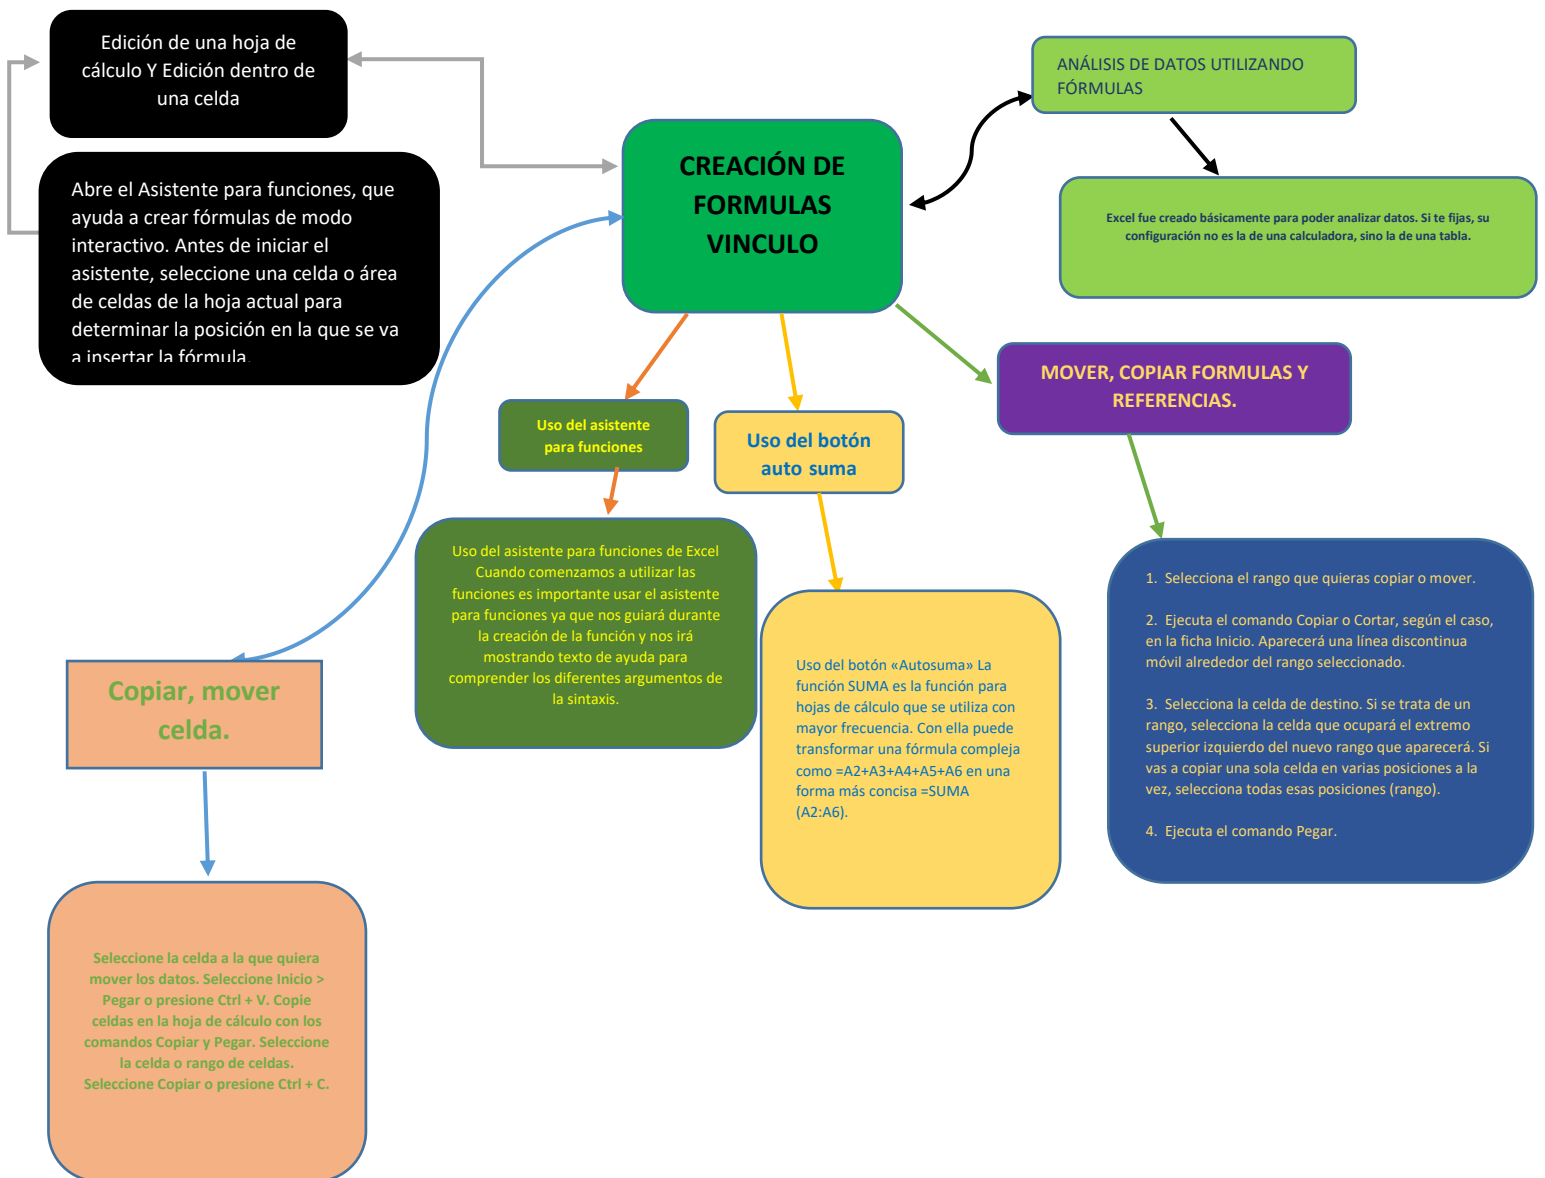 Edición de una hoja de
cálculo Y Edición dentro de
una celda
Abre el Asistente para funciones, que
ayuda a crear fórmulas de modo
interactivo. Antes de iniciar el
asistente, seleccione una celda o área
de celdas de la hoja actual para
determinar la posición en la que se va
a insertar la fórmula.
CREACIÓN DE
FORMULAS
VINCULO
ANÁLISIS DE DATOS UTILIZANDO
FÓRMULAS
Excel fue creado básicamente para poder analizar datos. Si te fijas, su
configuración no es la de una calculadora, sino la de una tabla.
MOVER, COPIAR FORMULAS Y
REFERENCIAS.
Uso del asistente
para funciones
Uso del botón
auto suma
Uso del asistente para funciones de Excel
Cuando comenzamos a utilizar las
funciones es importante usar el asistente
para funciones ya que nos guiará durante
la creación de la función y nos irá
mostrando texto de ayuda para
comprender los diferentes argumentos de
la sintaxis.
Uso del botón «Autosuma» La
función SUMA es la función para
hojas de cálculo que se utiliza con
mayor frecuencia. Con ella puede
transformar una fórmula compleja
como =A2+A3+A4+A5+A6 en una
forma más concisa =SUMA
(A2:A6).
1. Selecciona el rango que quieras copiar o mover.
2. Ejecuta el comando Copiar o Cortar, según el caso,
en la ficha Inicio. Aparecerá una línea discontinua
móvil alrededor del rango seleccionado.
3. Selecciona la celda de destino. Si se trata de un
rango, selecciona la celda que ocupará el extremo
superior izquierdo del nuevo rango que aparecerá. Si
vas a copiar una sola celda en varias posiciones a la
vez, selecciona todas esas posiciones (rango).
4. Ejecuta el comando Pegar.
Copiar, mover
celda.
Seleccione la celda a la que quiera
mover los datos. Seleccione Inicio >
Pegar o presione Ctrl + V. Copie
celdas en la hoja de cálculo con los
comandos Copiar y Pegar. Seleccione
la celda o rango de celdas.
Seleccione Copiar o presione Ctrl + C.